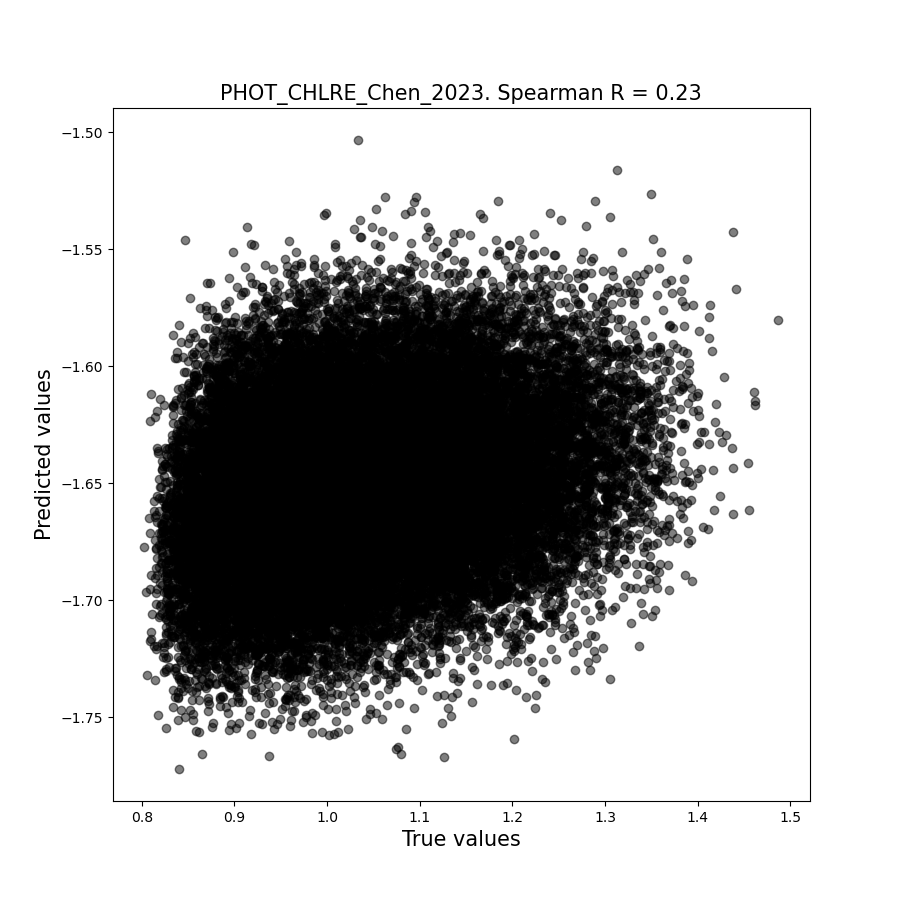 PHOT_CHLRE_Chen_2023. Spearman R = 0.23
−1.50
−1.55
−1.60
−1.65
−1.70
−1.75
Predicted values
0.8 0.9 1.0 1.1 1.2 1.3 1.4 1.5
True values